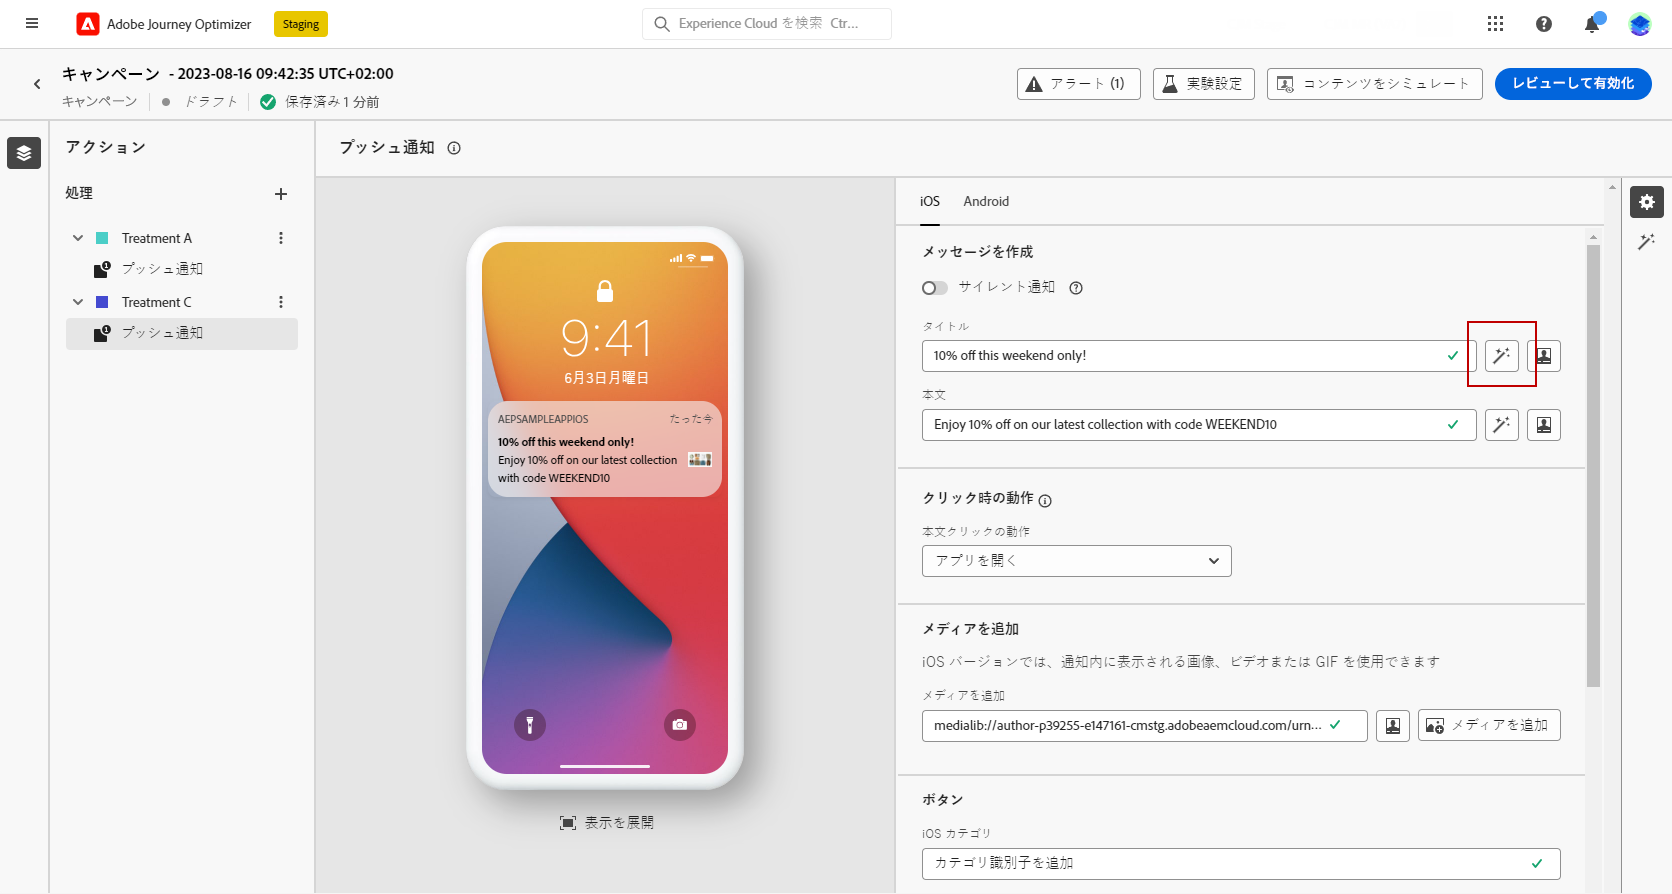 Adobe Journey Optimizer
Staging
Experience Cloud を検索 Ctr...
キャンペーン - 2023-08-16 09:42:35 UTC+02:00
キャンペーン
ドラフト
保存済み 1 分前
アラート (1)
実験設定
コンテンツをシミュレート
レビューして有効化
アクション
処理
Treatment A
プッシュ通知
Treatment C
プッシュ通知
プッシュ通知
9:41
6月3日月曜日
AEPSAMPLEAPPIOS
たった今
10% off this weekend only!
Enjoy 10% off on our latest collection
with code WEEKEND10
表示を展開
iOS
Android
メッセージを作成
サイレント通知
タイトル
10% off this weekend only!
本文
Enjoy 10% off on our latest collection with code WEEKEND10
クリック時の動作
本文クリックの動作
アプリを開く
メディアを追加
iOS バージョンでは、通知内に表示される画像、ビデオまたは GIF を使用できます
メディアを追加
medialib://author-p39255-e147161-cmstg.adobeaemcloud.com/urn...
メディアを追加
ボタン
iOS カテゴリ
カテゴリ識別子を追加